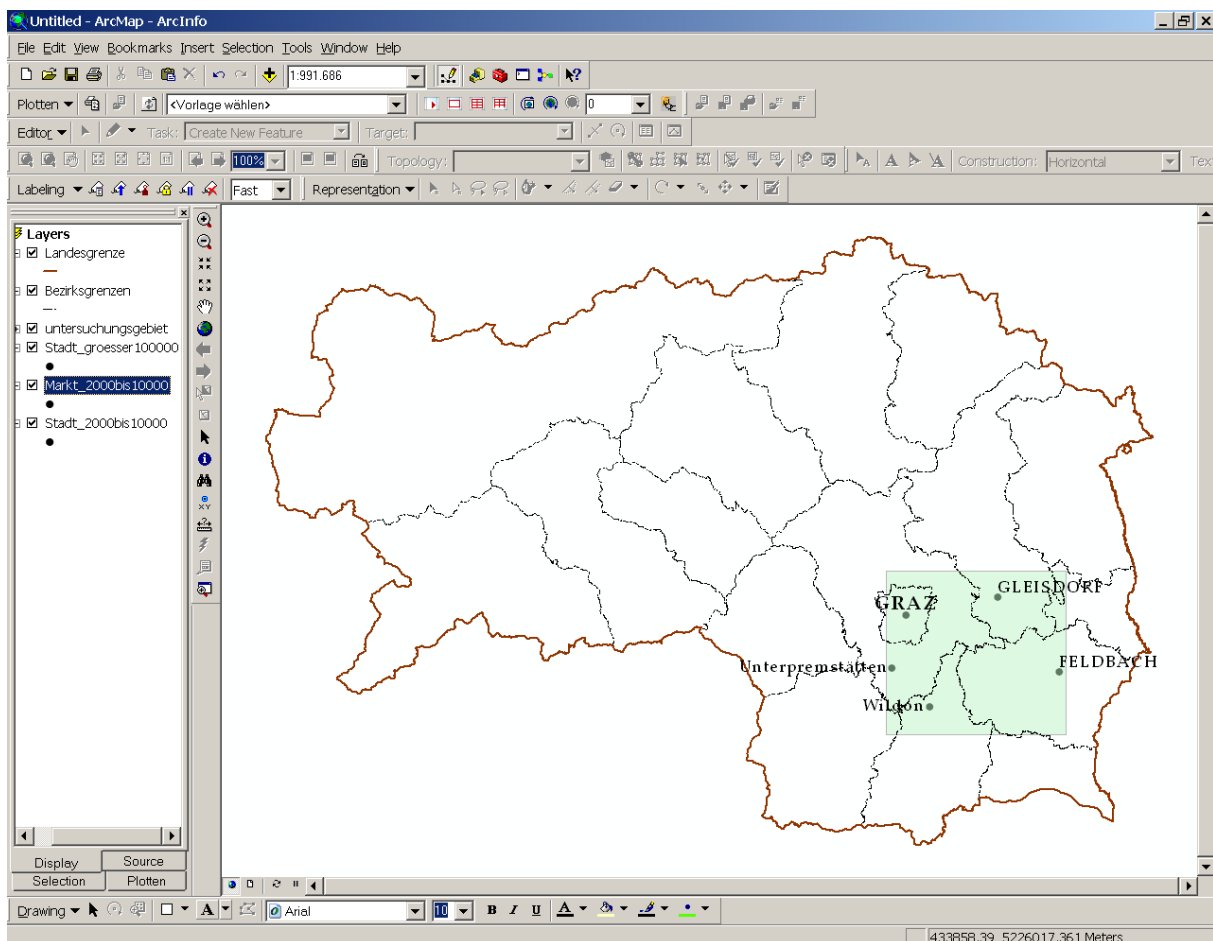 Untitled - ArcMap - ArcInfo
File Edit View Bookmarks Insert Selection Tools Window Help
1:991.686
Plotten <Vorlage wählen> 0
Editor Task: Create New Feature Target:
100% Topology: Construction: Horizontal Tex
Labeling Fast Representation
Layers
Landesgrenze
Bezirksgrenzen
untersuchungsgebiet
Stadt_groesser100000
Markt_2000bis10000
Stadt_2000bis10000
GLEISDORF
GRAZ
Unterpremstätten
FELDBACH
Wildon
Display Source
Selection Plotten
Drawing A Arial 10 B I U A
433858,39 5226017,361 Meters